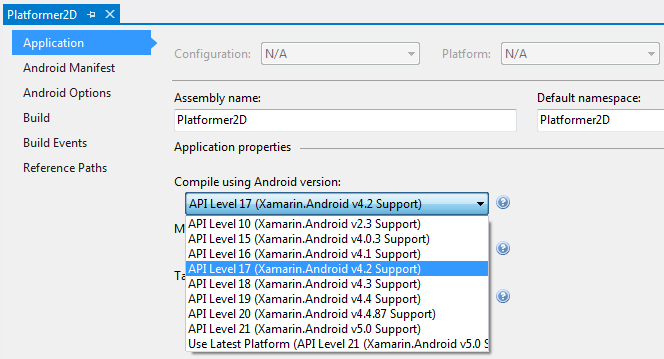 Platformer2D
Application
Android Manifest
Android Options
Build
Build Events
Reference Paths
Configuration: N/A Platform: N/A
Assembly name: Default namespace:
Platformer2D Platformer2D
Application properties
Compile using Android version:
API Level 17 (Xamarin.Android v4.2 Support)
M
API Level 10 (Xamarin.Android v2.3 Support)
API Level 15 (Xamarin.Android v4.0.3 Support)
API Level 16 (Xamarin.Android v4.1 Support)
API Level 17 (Xamarin.Android v4.2 Support)
Ta
API Level 18 (Xamarin.Android v4.3 Support)
API Level 19 (Xamarin.Android v4.4 Support)
API Level 20 (Xamarin.Android v4.4.87 Support)
API Level 21 (Xamarin.Android v5.0 Support)
Use Latest Platform (API Level 21 (Xamarin.Android v5.0 S